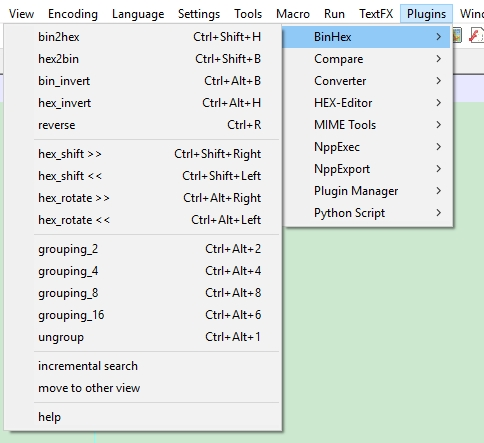 View Encoding Language Settings Tools Macro Run TextFX Plugins
bin2hex Ctrl+Shift+H
hex2bin Ctrl+Shift+B
bin_invert Ctrl+Alt+B
hex_invert Ctrl+Alt+H
reverse Ctrl+R
hex_shift >> Ctrl+Shift+Right
hex_shift << Ctrl+Shift+Left
hex_rotate >> Ctrl+Alt+Right
hex_rotate << Ctrl+Alt+Left
grouping_2 Ctrl+Alt+2
grouping_4 Ctrl+Alt+4
grouping_8 Ctrl+Alt+8
grouping_16 Ctrl+Alt+6
ungroup Ctrl+Alt+1
incremental search
move to other view
help
BinHex
Compare
Converter
HEX-Editor
MIME Tools
NppExec
NppExport
Plugin Manager
Python Script